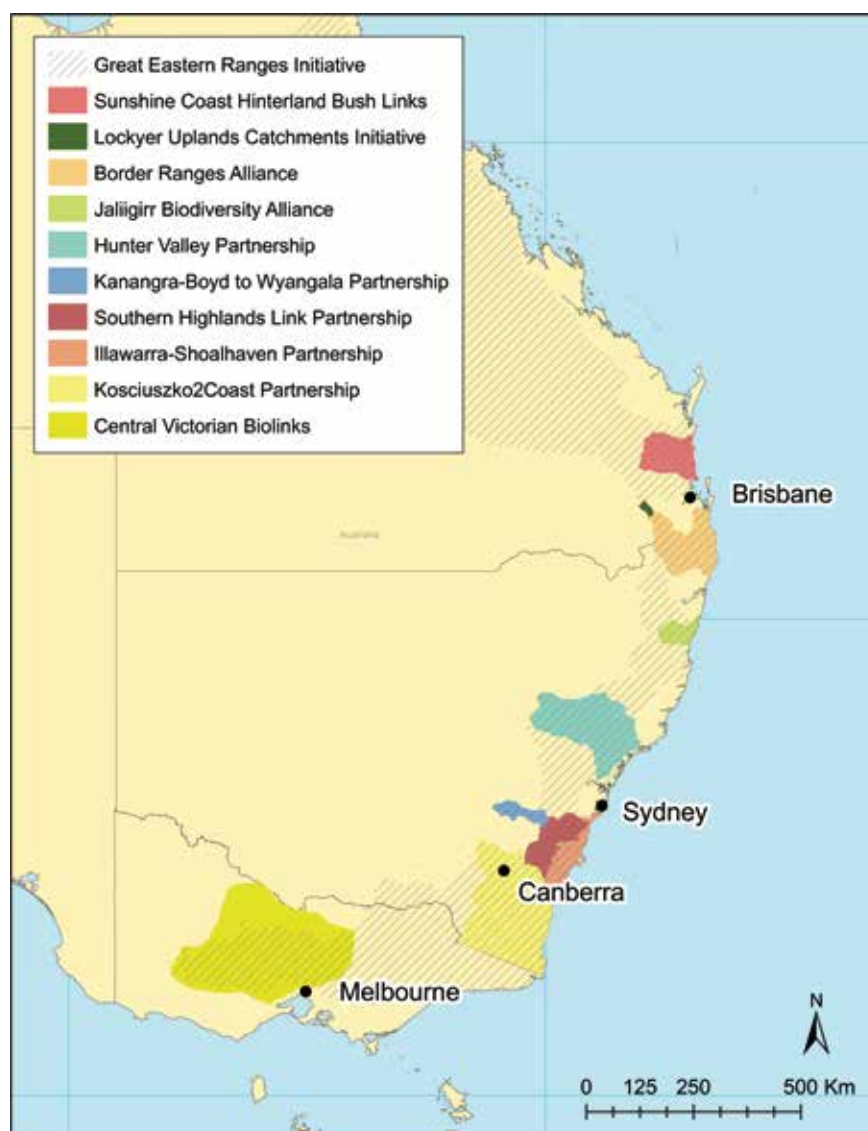 Great Eastern Ranges Initiative
Sunshine Coast Hinterland Bush Links
Lockyer Uplands Catchments Initiative
Border Ranges Alliance
Jaliigirr Biodiversity Alliance
Hunter Valley Partnership
Kanangra-Boyd to Wyangala Partnership
Southern Highlands Link Partnership
Illawarra-Shoalhaven Partnership
Kosciuszko2Coast Partnership
Central Victorian Biolinks
Brisbane
Australia
Sydney
Canberra
Melbourne
N
0 125 250 500 Km